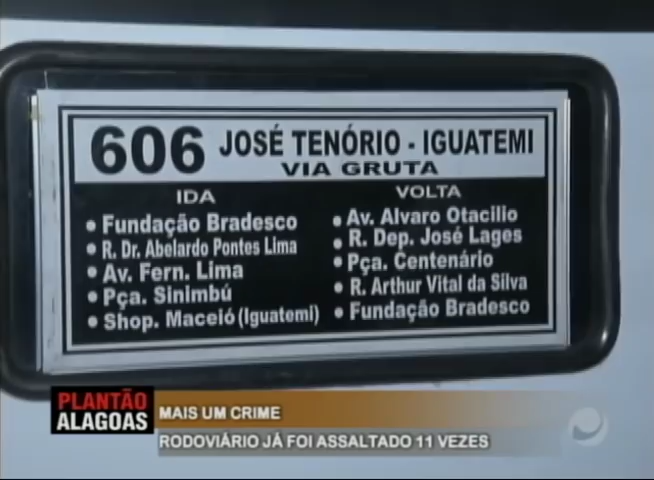 606 JOSÉ TENÓRIO - IGUATEMI
VIA GRUTA
IDA
• Fundação Bradesco
• R. Dr. Abelardo Pontes Lima
• Av. Fern. Lima
• Pça. Sinimbú
• Shop. Maceió (Iguatemi)
VOLTA
• Av. Alvaro Otacilio
• R. Dep. José Lages
• Pça. Centenário
• R. Arthur Vital da Silva
• Fundação Bradesco
PLANTÃO
ALAGOAS
MAIS UM CRIME
RODOVIÁRIO JÁ FOI ASSALTADO 11 VEZES